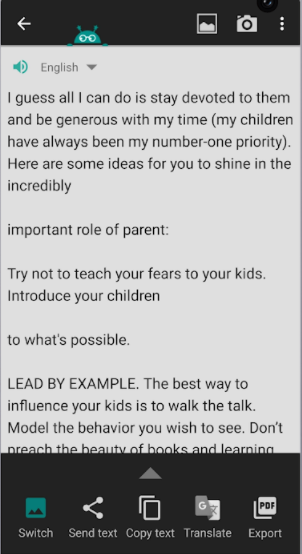 English
I guess all I can do is stay devoted to them
and be generous with my time (my children
have always been my number-one priority).
Here are some ideas for you to shine in the
incredibly
important role of parent:
Try not to teach your fears to your kids.
Introduce your children
to what's possible.
LEAD BY EXAMPLE. The best way to
influence your kids is to walk the talk.
Model the behavior you wish to see. Don't
preach the beauty of books and learning
PDF
Switch
Send text
Copy text
Translate
Export